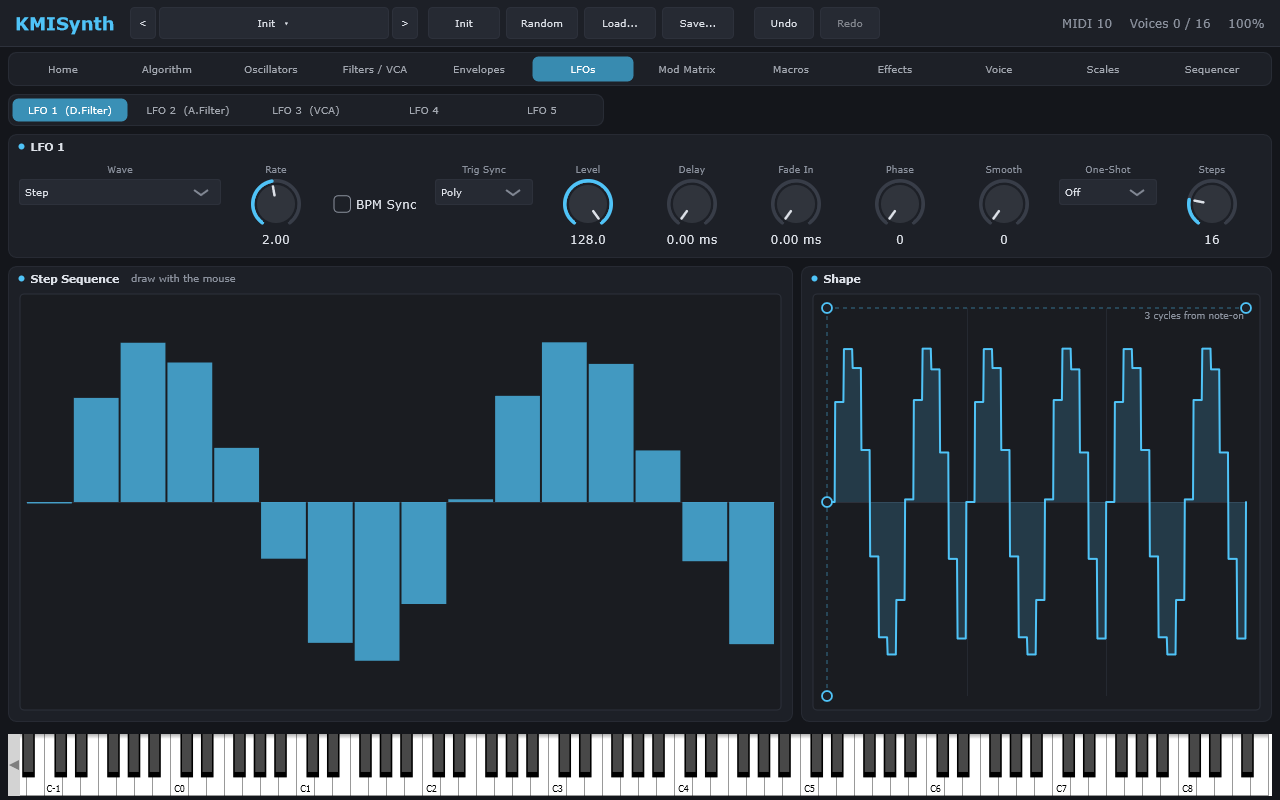 KMISynth < Init > Init Random Load... Save... Undo Redo MIDI 10 Voices 0 / 16 100%
Home Algorithm Oscillators Filters / VCA Envelopes LFOs Mod Matrix Macros Effects Voice Scales Sequencer
LFO 1 (D.Filter) LFO 2 (A.Filter) LFO 3 (VCA) LFO 4 LFO 5
LFO 1
Wave Rate Trig Sync Level Delay Fade In Phase Smooth One-Shot Steps
Step BPM Sync Poly Off
2.00 128.0 0.00 ms 0.00 ms 0 0 16
Step Sequence draw with the mouse Shape
3 cycles from note-on
C-1 C0 C1 C2 C3 C4 C5 C6 C7 C8